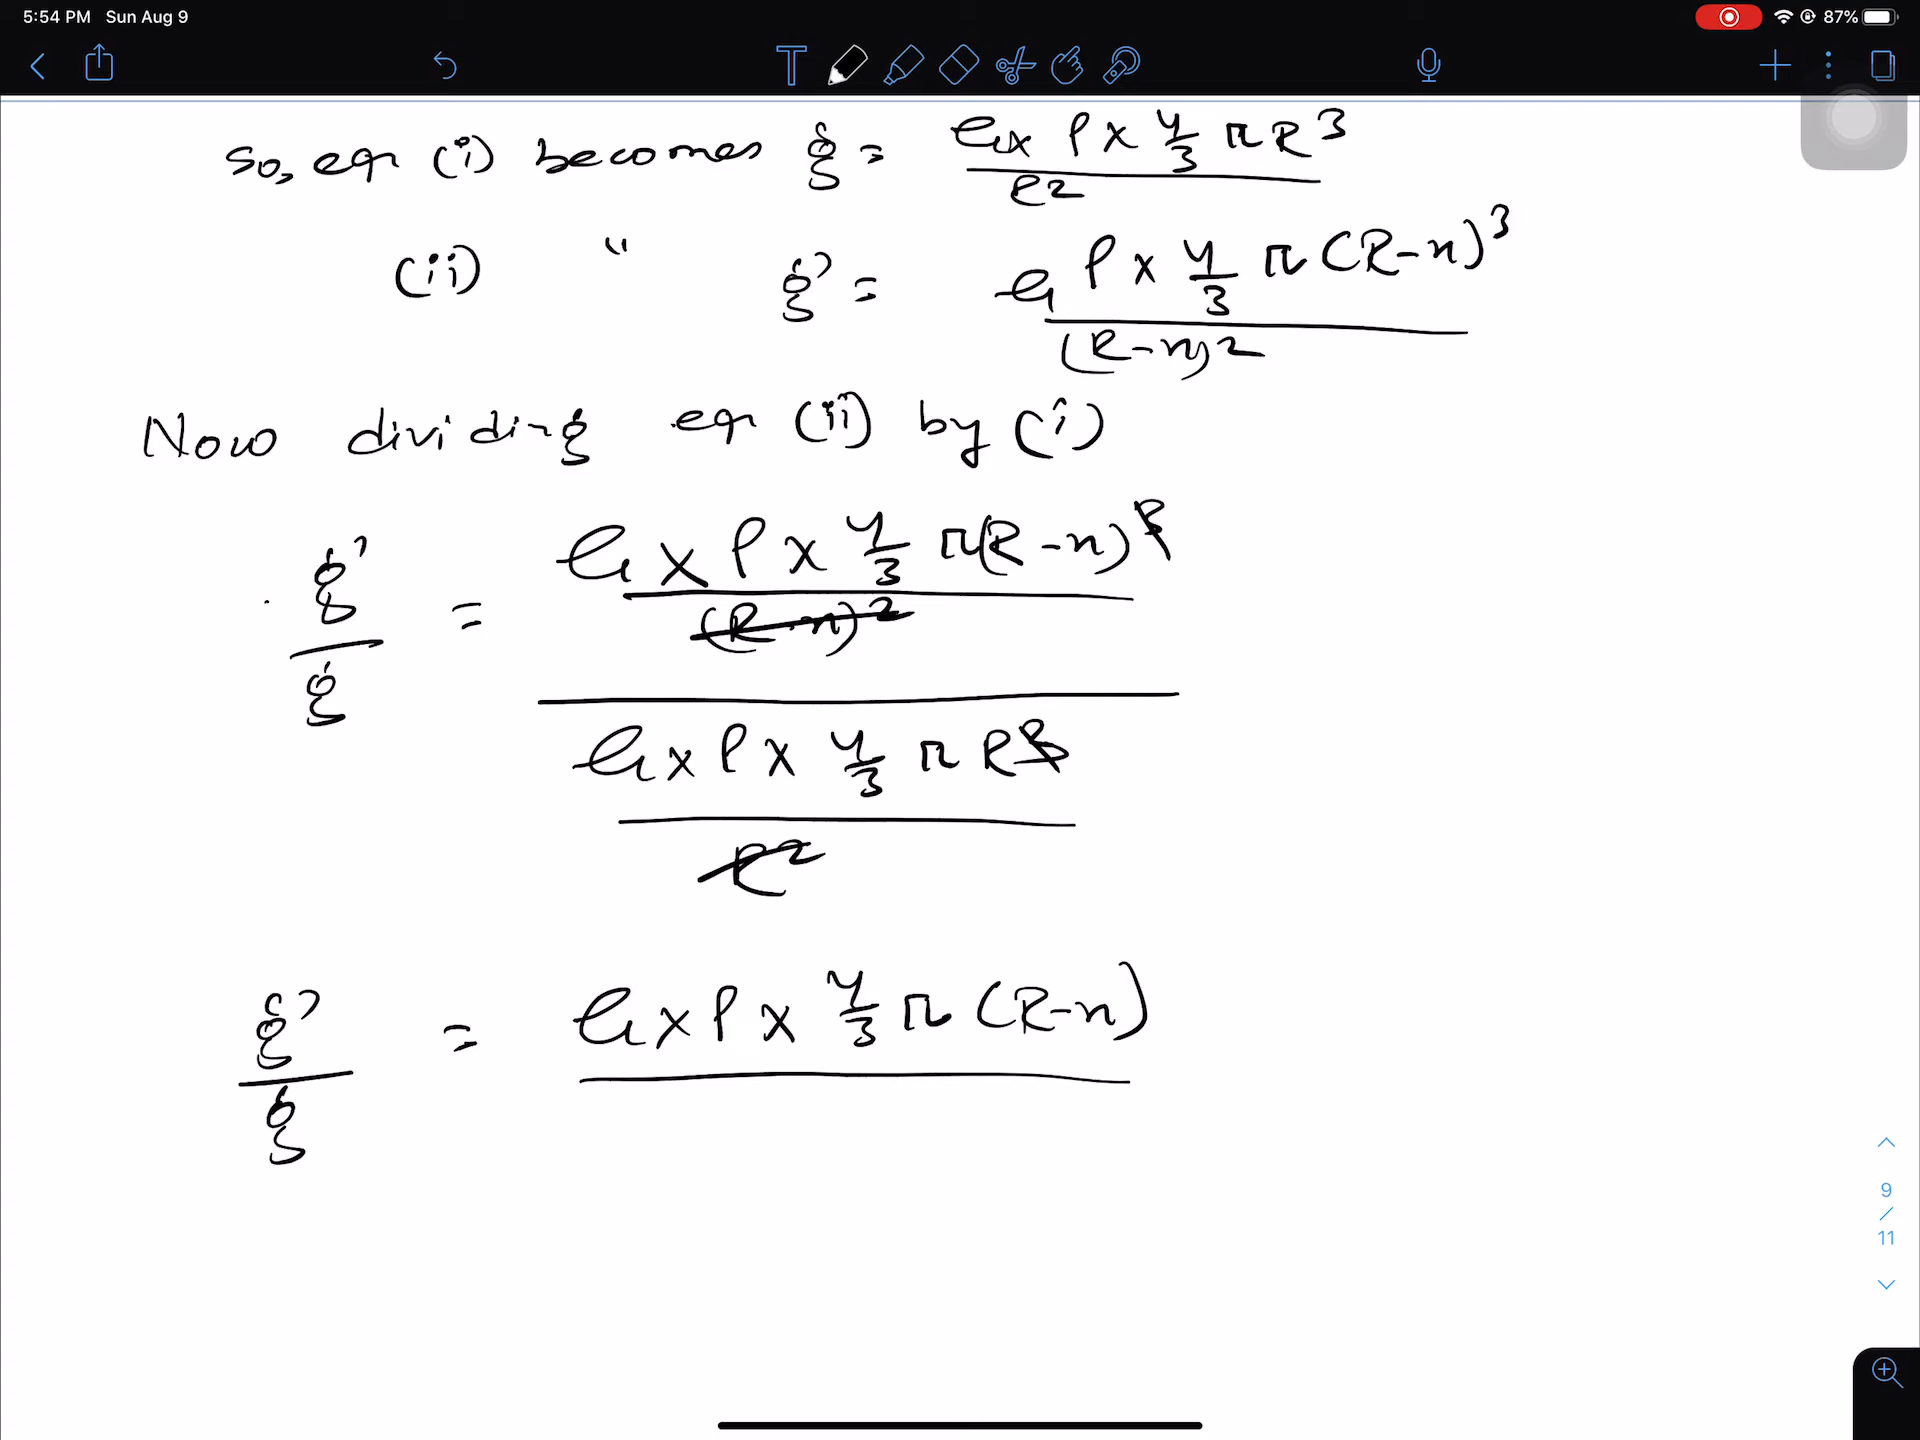 5:54 PM Sun Aug 9 87%
T
So, eqn (i) becomes g = G × ρ × 4/3 π R³ / R²
(ii) " g' = G ρ × 4/3 π (R-x)³ / (R-x)²
Now dividing eqn (ii) by (i)
g'/g = G × ρ × 4/3 π (R-x)³ / (R-x)² / G × ρ × 4/3 π R³ / R²
g'/g = G × ρ × 4/3 π (R-x)
9
/
11